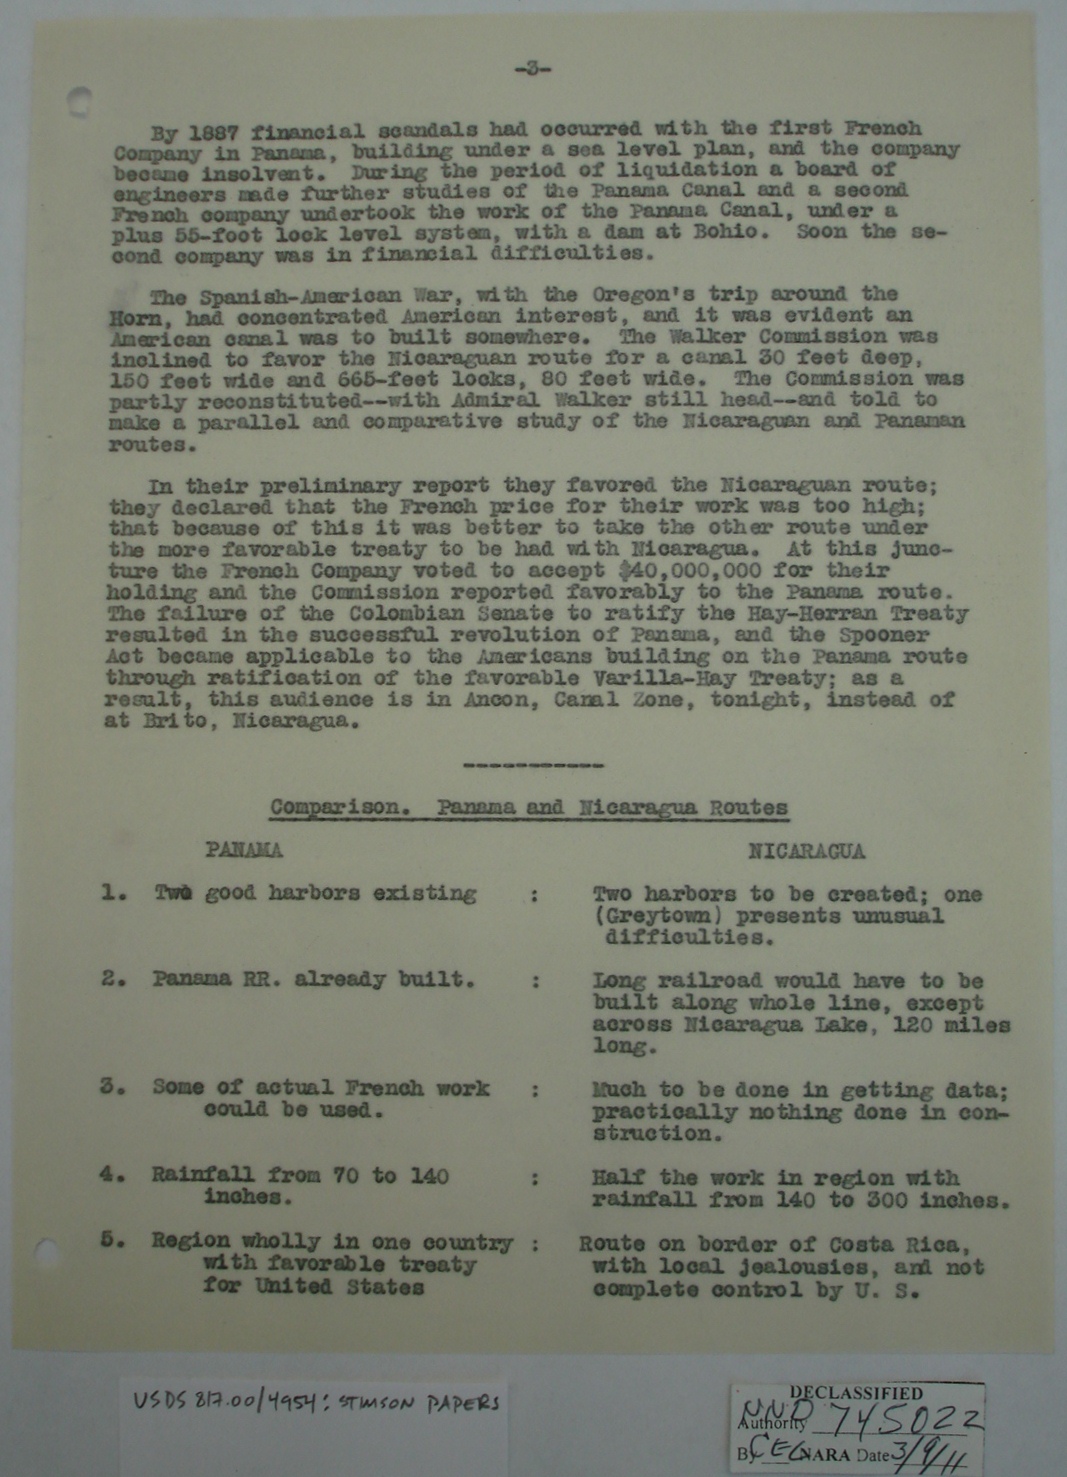 -3-
By 1887 financial scandals had occurred with the first French
Company in Panama, building under a sea level plan, and the company
became insolvent. During the period of liquidation a board of
engineers made further studies of the Panama Canal and a second
French company undertook the work of the Panama Canal, under a
plus 55-foot lock level system, with a dam at Bohio. Soon the se-
cond company was in financial difficulties.
The Spanish-American War, with the Oregon's trip around the
Horn, had concentrated American interest, and it was evident an
American canal was to built somewhere. The Walker Commission was
inclined to favor the Nicaraguan route for a canal 30 feet deep,
150 feet wide and 665-feet locks, 80 feet wide. The Commission was
partly reconstituted--with Admiral Walker still head--and told to
make a parallel and comparative study of the Nicaraguan and Panaman
routes.
In their preliminary report they favored the Nicaraguan route;
they declared that the French price for their work was too high;
that because of this it was better to take the other route under
the more favorable treaty to be had with Nicaragua. At this junc-
ture the French Company voted to accept $40,000,000 for their
holding and the Commission reported favorably to the Panama route.
The failure of the Colombian Senate to ratify the Hay-Herran Treaty
resulted in the successful revolution of Panama, and the Spooner
Act became applicable to the Americans building on the Panama route
through ratification of the favorable Varilla-Hay Treaty; as a
result, this audience is in Ancon, Canal Zone, tonight, instead of
at Brito, Nicaragua.
-----------
Comparison. Panama and Nicaragua Routes
PANAMA NICARAGUA
1. Two good harbors existing : Two harbors to be created; one
(Greytown) presents unusual
difficulties.
2. Panama RR. already built. : Long railroad would have to be
built along whole line, except
across Nicaragua Lake, 120 miles
long.
3. Some of actual French work : Much to be done in getting data;
could be used. practically nothing done in con-
struction.
4. Rainfall from 70 to 140 : Half the work in region with
inches. rainfall from 140 to 300 inches.
5. Region wholly in one country : Route on border of Costa Rica,
with favorable treaty with local jealousies, and not
for United States complete control by U. S.
USDS 817.00/4954: STIMSON PAPERS
DECLASSIFIED
Authority NND 745022
By CEG NARA Date 3/9/11